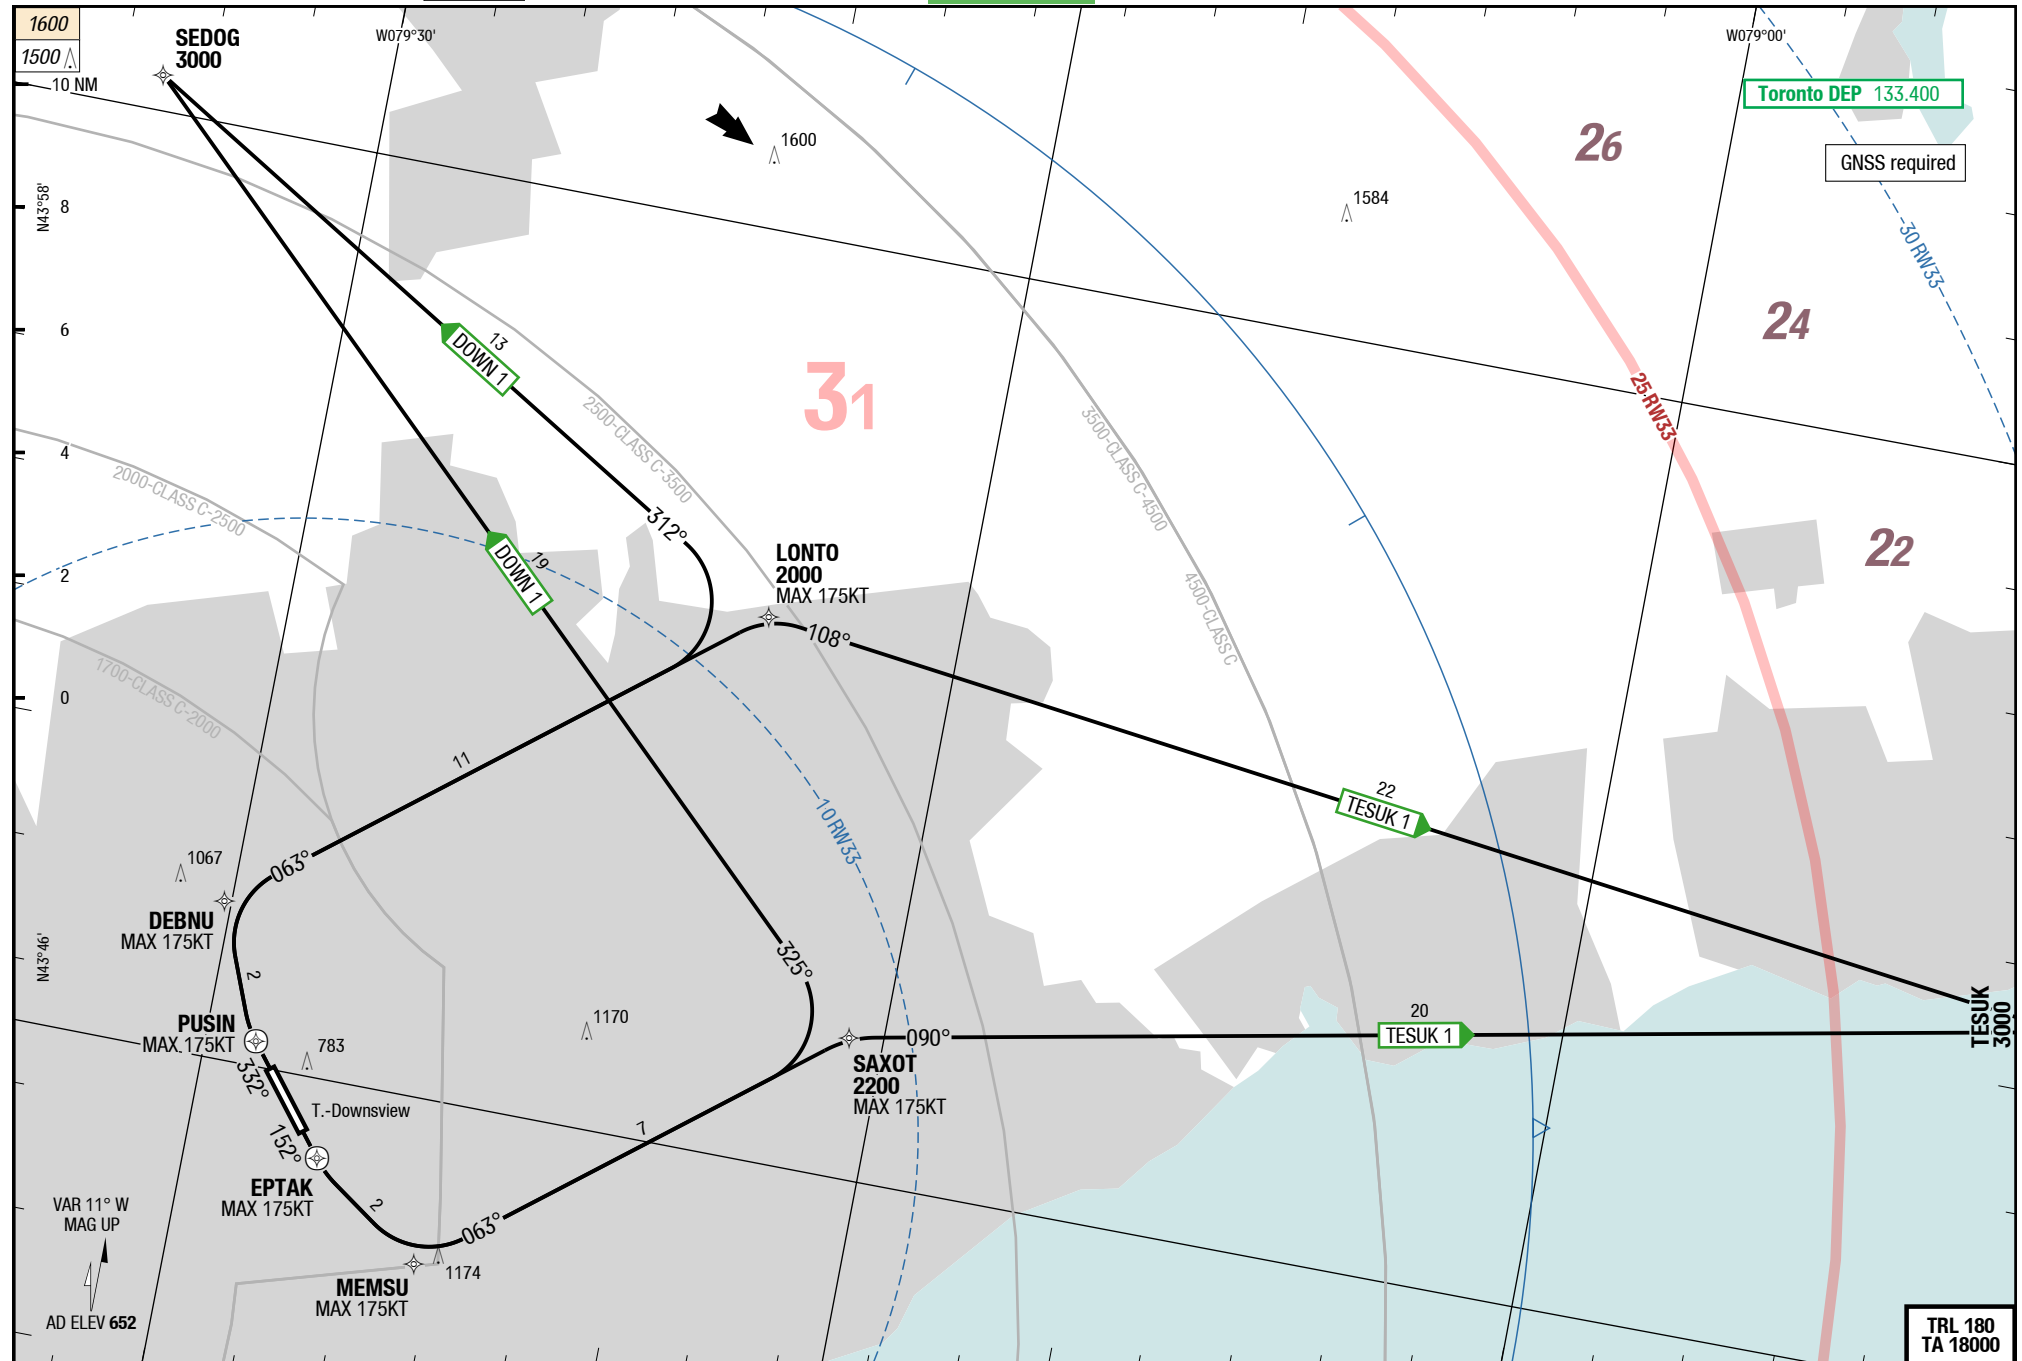 1600
1500
SEDOG
3000
W079°30'
W079°00'
10 NM
Toronto DEP 133.400
GNSS required
26
1600
1584
N43°58'
8
30 RW33
24
6
13
DOWN 1
31
25 RW33
2500-CLASS C-3500
3500-CLASS C-4500
4
2000-CLASS C-2500
312°
22
19
DOWN 1
LONTO
2000
MAX 175KT
4500-CLASS C
2
108°
1700-CLASS C-2000
0
11
22
TESUK 1
10 RW33
1067
063°
DEBNU
MAX 175KT
N43°46'
2
325°
PUSIN
MAX 175KT
783
1170
090°
20
TESUK 1
TESUK
3000
332°
SAXOT
2200
MAX 175KT
T.-Downsview
152°
7
EPTAK
MAX 175KT
2
063°
VAR 11° W
MAG UP
1174
MEMSU
MAX 175KT
AD ELEV 652
TRL 180
TA 18000